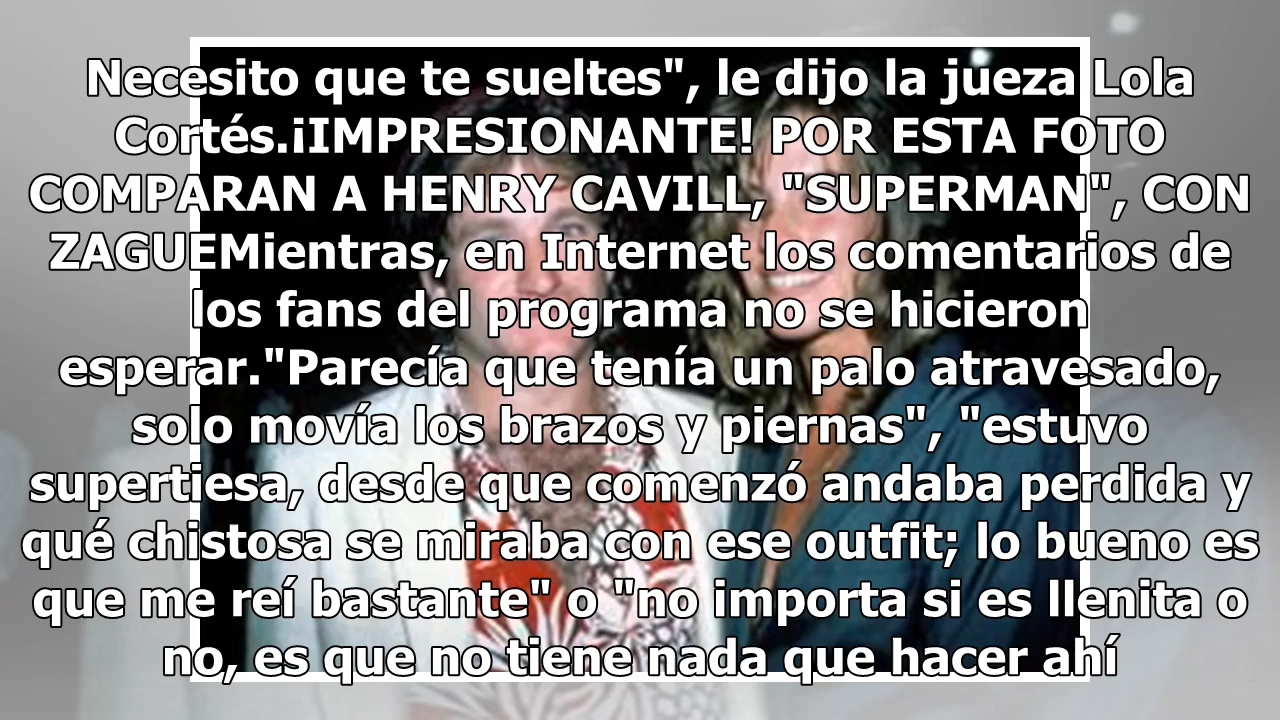 Necesito que te sueltes", le dijo la jueza Lola
Cortés.¡IMPRESIONANTE! POR ESTA FOTO
COMPARAN A HENRY CAVILL, "SUPERMAN", CON
ZAGUEMientras, en Internet los comentarios de
los fans del programa no se hicieron
esperar."Parecía que tenía un palo atravesado,
solo movía los brazos y piernas", "estuvo
supertiesa, desde que comenzó andaba perdida y
qué chistosa se miraba con ese outfit; lo bueno es
que me reí bastante" o "no importa si es llenita o
no, es que no tiene nada que hacer ahí